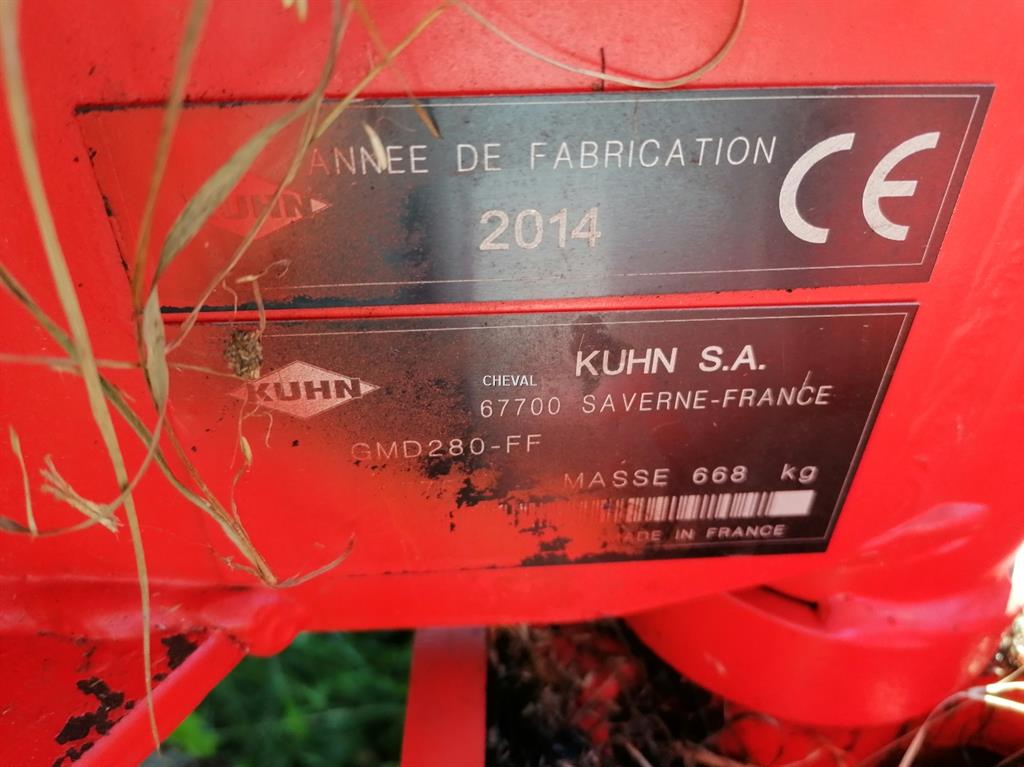 ANNEE DE FABRICATION
CE
KUHN
2014
KUHN S.A.
KUHN
CHEVAL
67700 SAVERNE-FRANCE
GMD280-FF
MASSE 668 kg
MADE IN FRANCE